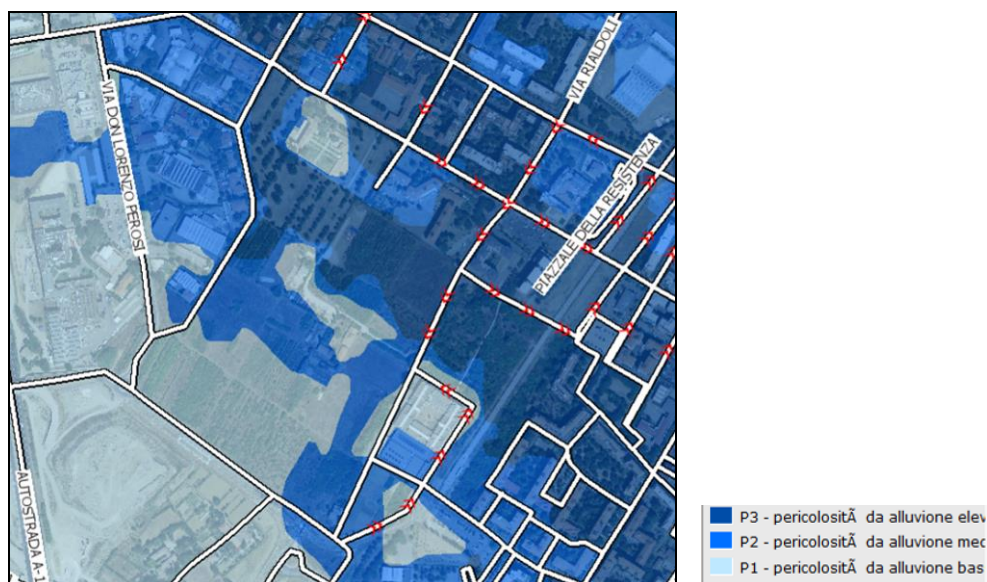 VIA RIALDOLI
VIA DON LORENZO PEROSI
PIAZZALE DELLA RESISTENZA
AUTOSTRADA A-1
P3 - pericolositÃ  da alluvione elev
P2 - pericolositÃ  da alluvione med
P1 - pericolositÃ  da alluvione bas